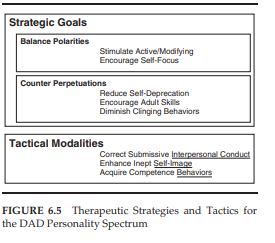 Strategic Goals
Balance Polarities
Stimulate Active/Modifying
Encourage Self-Focus
Counter Perpetuations
Reduce Self-Deprecation
Encourage Adult Skills
Diminish Clinging Behaviors
Tactical Modalities
Correct Submissive Interpersonal Conduct
Enhance Inept Self-Image
Acquire Competence Behaviors
FIGURE 6.5 Therapeutic Strategies and Tactics for
the DAD Personality Spectrum